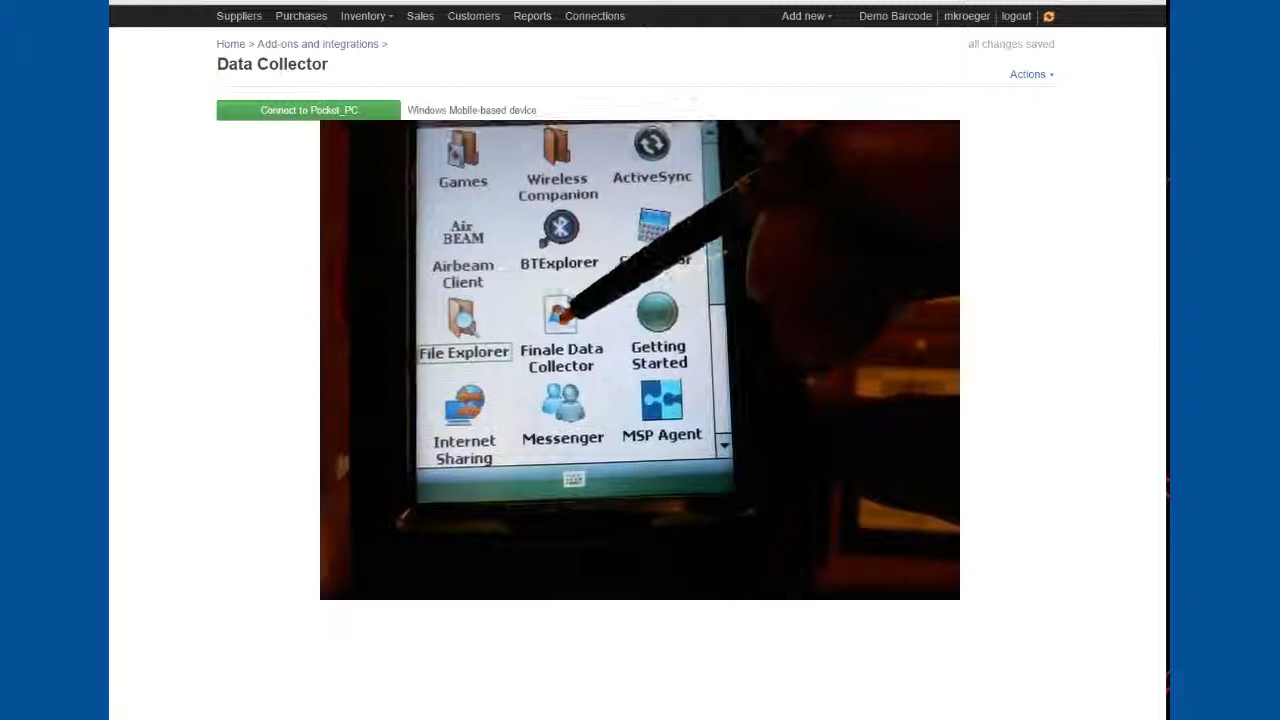 Suppliers Purchases Inventory Sales Customers Reports Connections Add new Demo Barcode mkroeger logout
Home > Add-ons and integrations > all changes saved
Data Collector
Actions
Connect to Pocket_PC Windows Mobile-based device
Games Wireless Companion ActiveSync
Air BEAM
Airbeam Client BTExplorer
File Explorer Finale Data Collector Getting Started
Internet Sharing Messenger MSP Agent